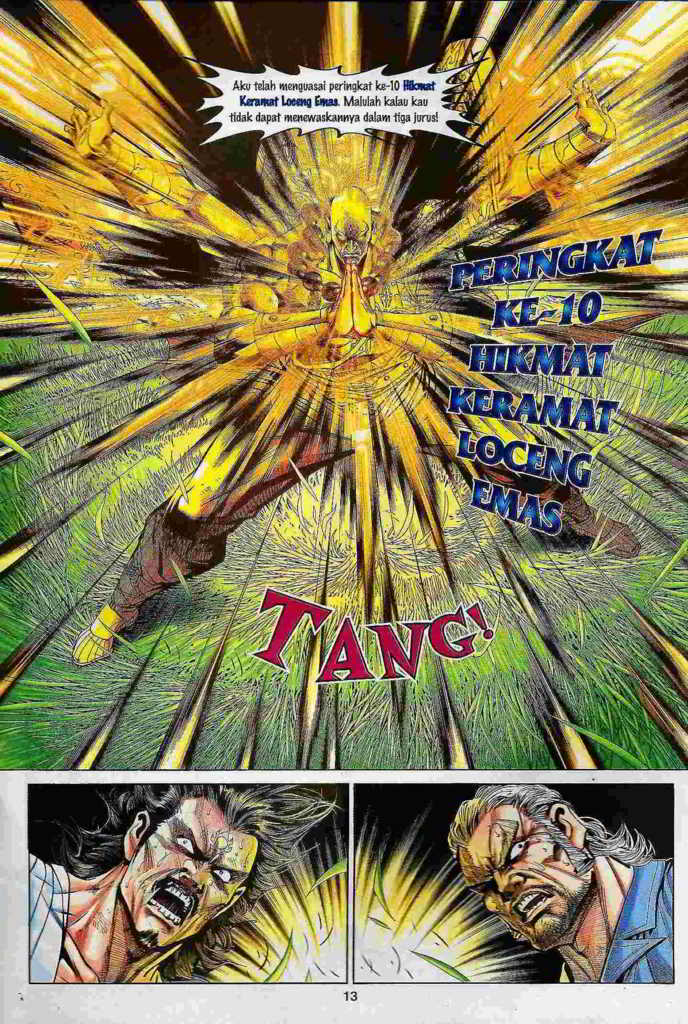 Aku telah menguasai peringkat ke-10 Hikmat
Keramat Loceng Emas. Malulah kalau kau
tidak dapat menewaskannya dalam tiga jurus!
PERINGKAT
KE-10
HIKMAT
KERAMAT
LOCENG
EMAS
TANG!
13